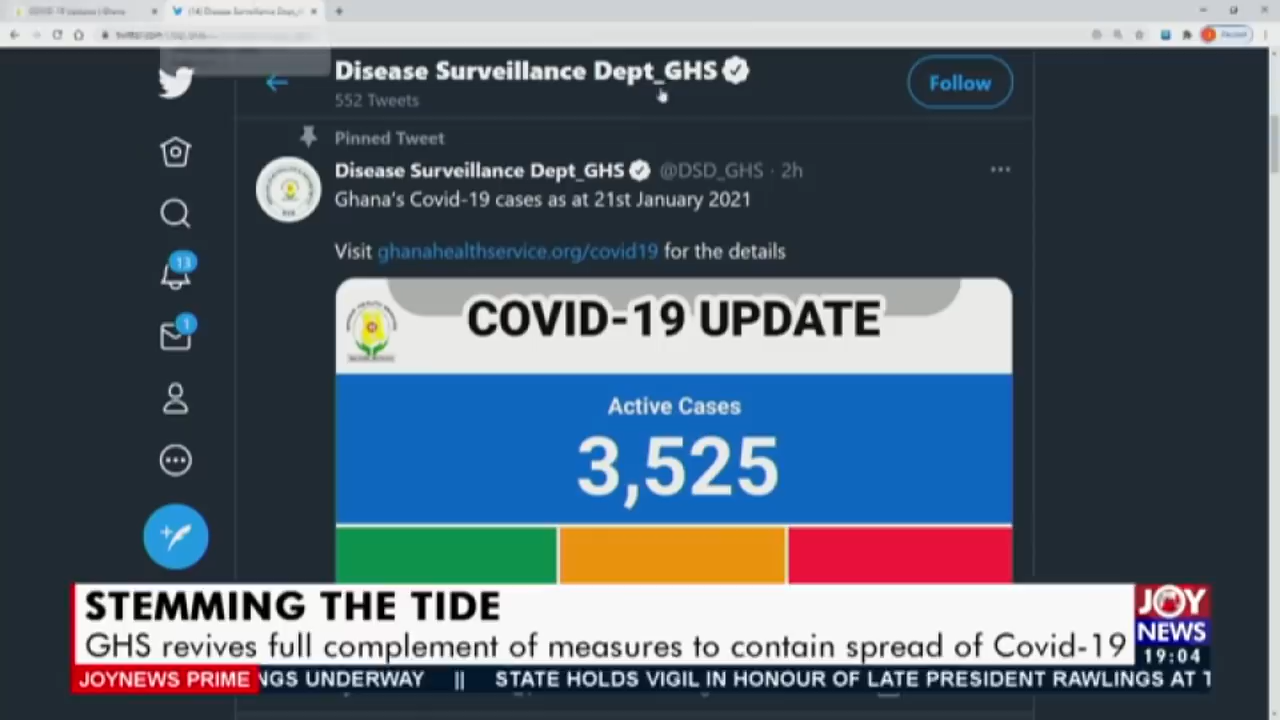 Disease Surveillance Dept_GHS
552 Tweets
Follow
Pinned Tweet
Disease Surveillance Dept_GHS @DSD_GHS · 2h
Ghana's Covid-19 cases as at 21st January 2021
Visit ghanahealthservice.org/covid19 for the details
13
1
COVID-19 UPDATE
Active Cases
3,525
STEMMING THE TIDE
GHS revives full complement of measures to contain spread of Covid-19
JOY
NEWS
19:04
JOYNEWS PRIME NGS UNDERWAY || STATE HOLDS VIGIL IN HONOUR OF LATE PRESIDENT RAWLINGS AT